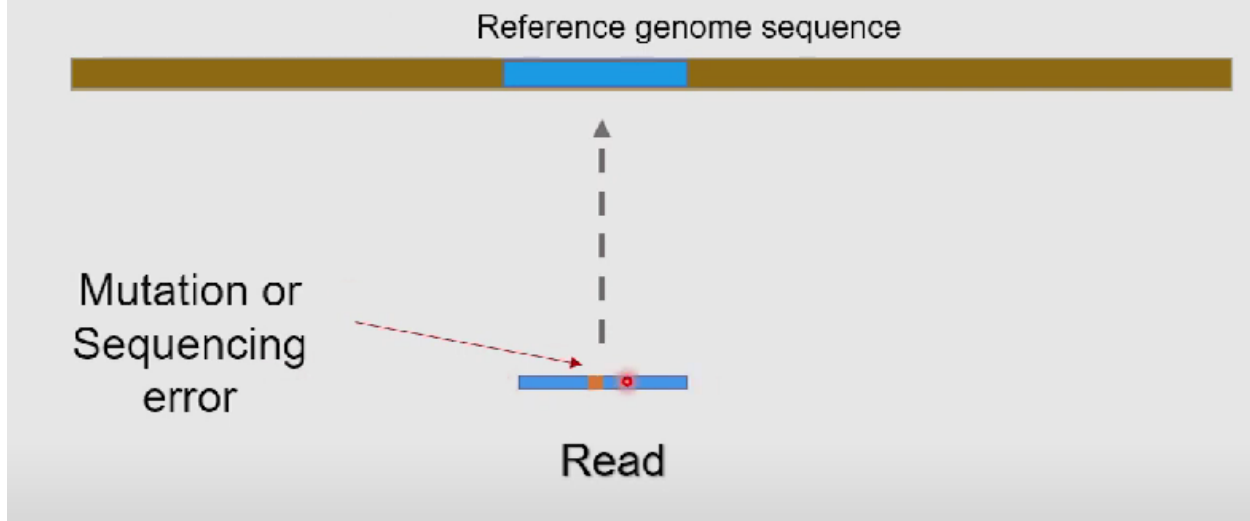 Reference genome sequence
Mutation or
Sequencing
error
Read